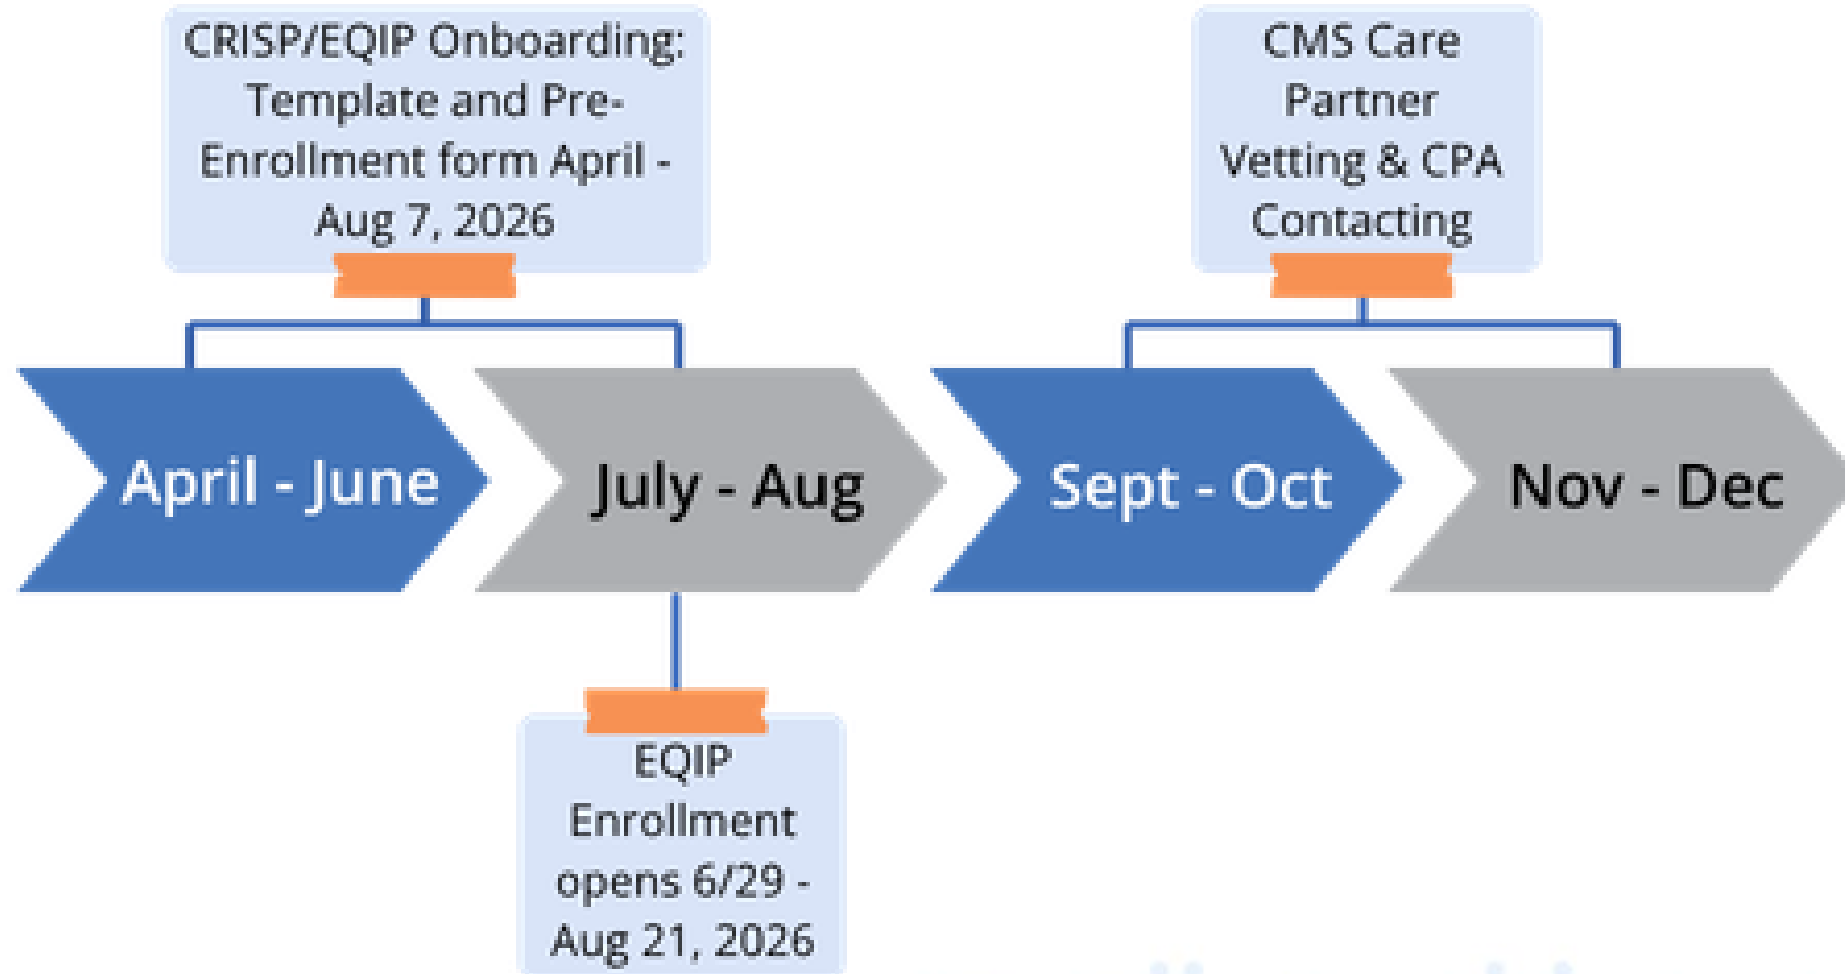 CRISP/EQIP Onboarding:
Template and Pre-
Enrollment form April -
Aug 7, 2026
CMS Care
Partner
Vetting & CPA
Contacting
April - June
July - Aug
Sept - Oct
Nov - Dec
EQIP
Enrollment
opens 6/29 -
Aug 21, 2026